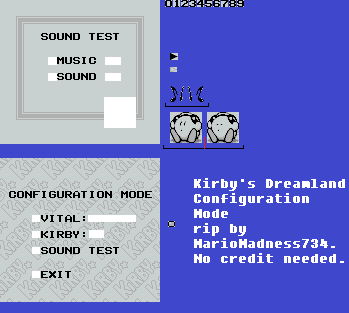 0123456789
SOUND TEST
MUSIC
SOUND
CONFIGURATION MODE
VITAL:
KIRBY:
SOUND TEST
EXIT
Kirby's Dreamland
Configuration
Mode
rip by
MarioMadness734.
No credit needed.